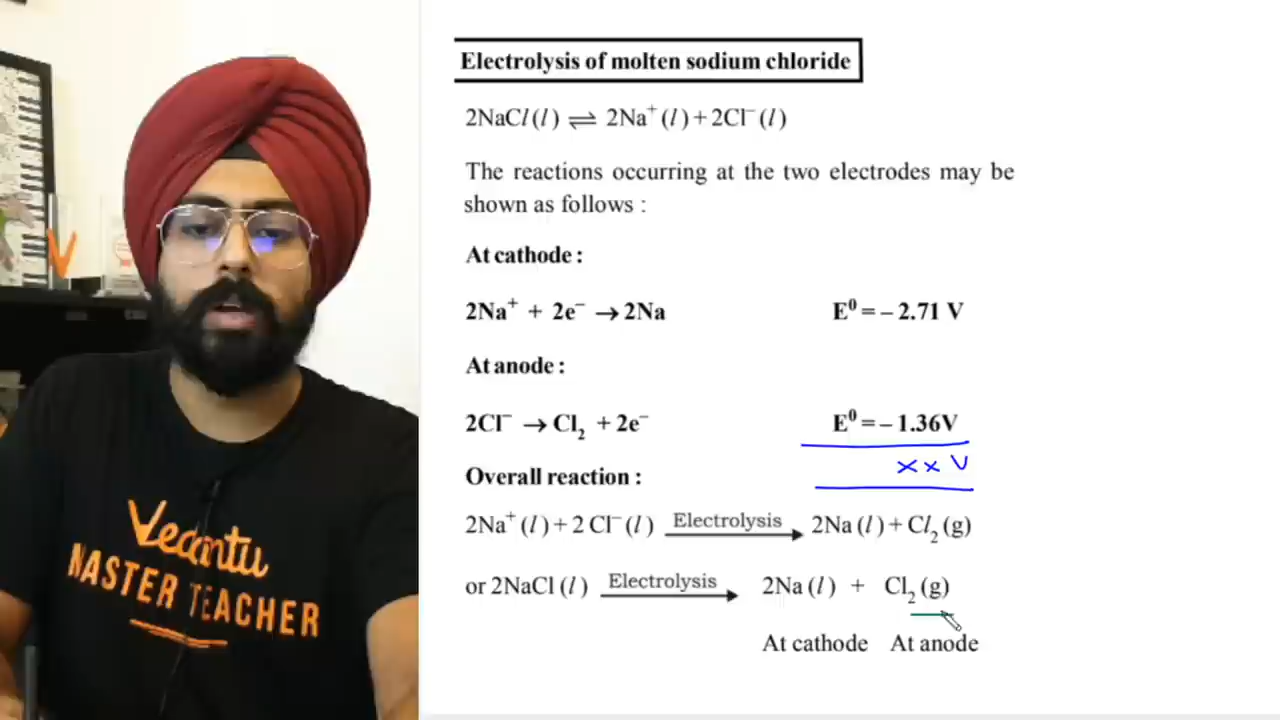 Electrolysis of molten sodium chloride
2NaCl(l) ⇌ 2Na⁺(l)+2Cl⁻(l)
The reactions occurring at the two electrodes may be
shown as follows :
At cathode :
2Na⁺ + 2e⁻ → 2Na E⁰ = – 2.71 V
At anode :
2Cl⁻ → Cl₂ + 2e⁻ E⁰ = – 1.36V
x x V
Overall reaction :
2Na⁺(l)+2Cl⁻(l) Electrolysis → 2Na(l)+Cl₂(g)
or 2NaCl(l) Electrolysis → 2Na(l) + Cl₂(g)
At cathode At anode
Vedantu
MASTER TEACHER